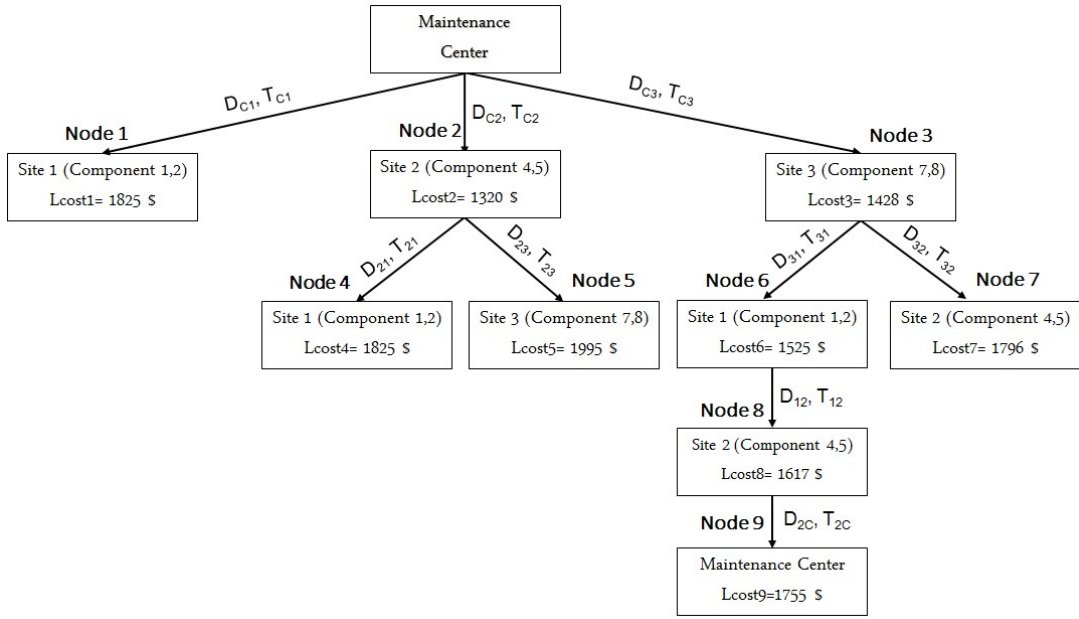 Maintenance
Center
D_C1, T_C1
D_C2, T_C2
D_C3, T_C3
Node 1
Node 2
Node 3
Site 1 (Component 1,2)
Lcost1= 1825 $
Site 2 (Component 4,5)
Lcost2= 1320 $
Site 3 (Component 7,8)
Lcost3= 1428 $
D_21, T_21
D_23, T_23
D_31, T_31
D_32, T_32
Node 4
Node 5
Node 6
Node 7
Site 1 (Component 1,2)
Lcost4= 1825 $
Site 3 (Component 7,8)
Lcost5= 1995 $
Site 1 (Component 1,2)
Lcost6= 1525 $
Site 2 (Component 4,5)
Lcost7= 1796 $
D_12, T_12
Node 8
Site 2 (Component 4,5)
Lcost8= 1617 $
Node 9
D_2C, T_2C
Maintenance Center
Lcost9=1755 $